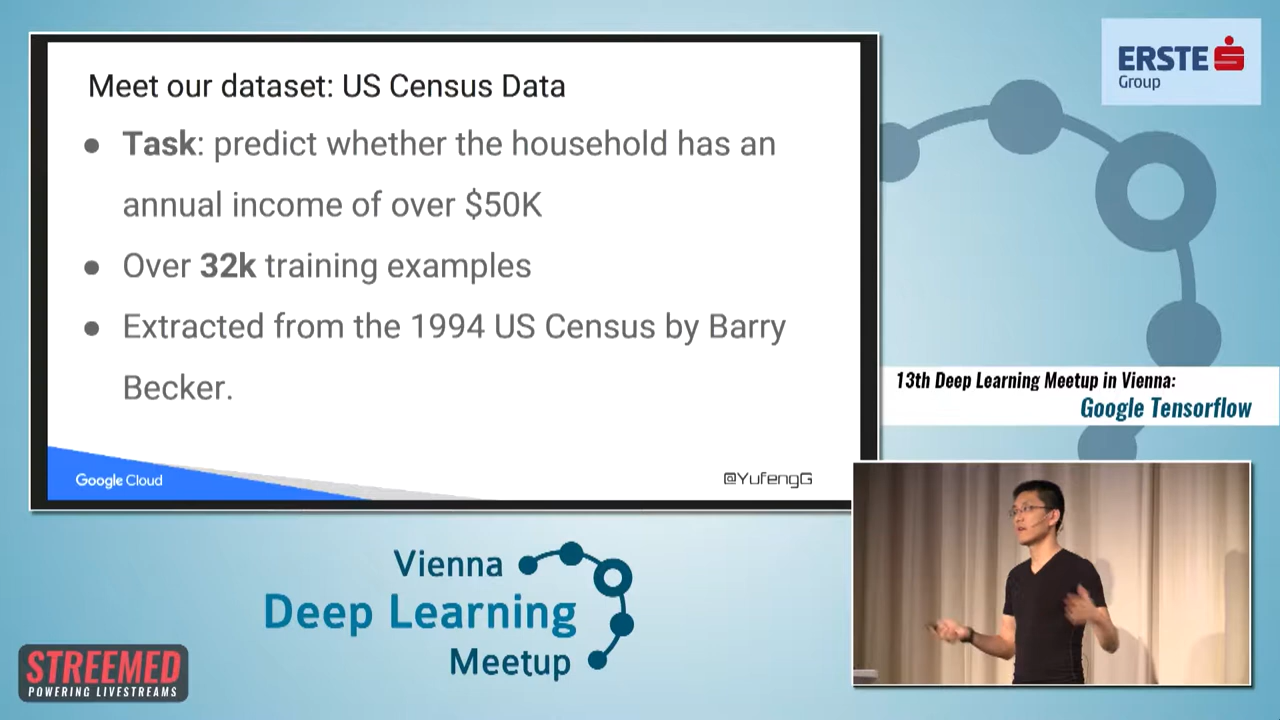 Meet our dataset: US Census Data
● Task: predict whether the household has an
annual income of over $50K
● Over 32k training examples
● Extracted from the 1994 US Census by Barry
Becker.
Google Cloud
@YufengG
ERSTE
Group
13th Deep Learning Meetup in Vienna:
Google Tensorflow
Vienna
Deep Learning
Meetup
STREEMED
POWERING LIVESTREAMS